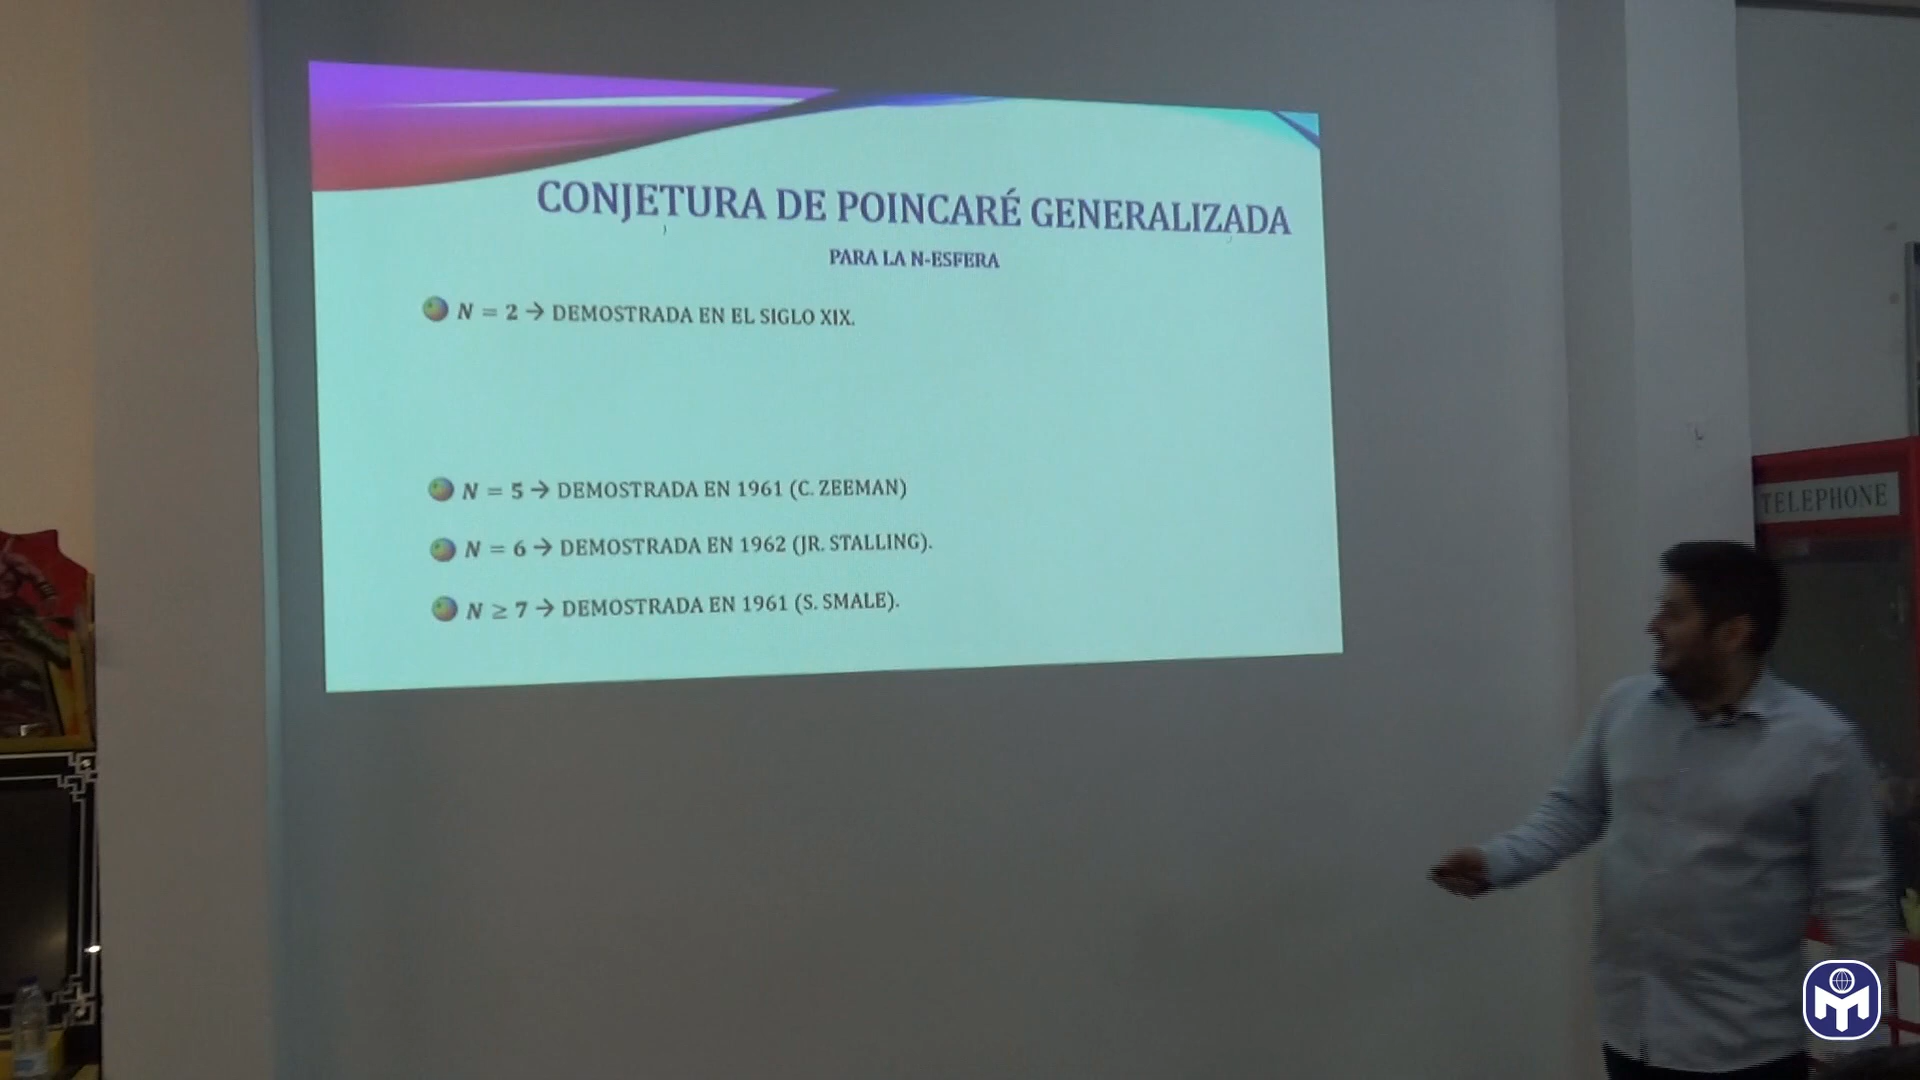 CONJETURA DE POINCARÉ GENERALIZADA
PARA LA N-ESFERA
N = 2 → DEMOSTRADA EN EL SIGLO XIX.
N = 5 → DEMOSTRADA EN 1961 (C. ZEEMAN)
N = 6 → DEMOSTRADA EN 1962 (JR. STALLING).
N ≥ 7 → DEMOSTRADA EN 1961 (S. SMALE).
TELEPHONE